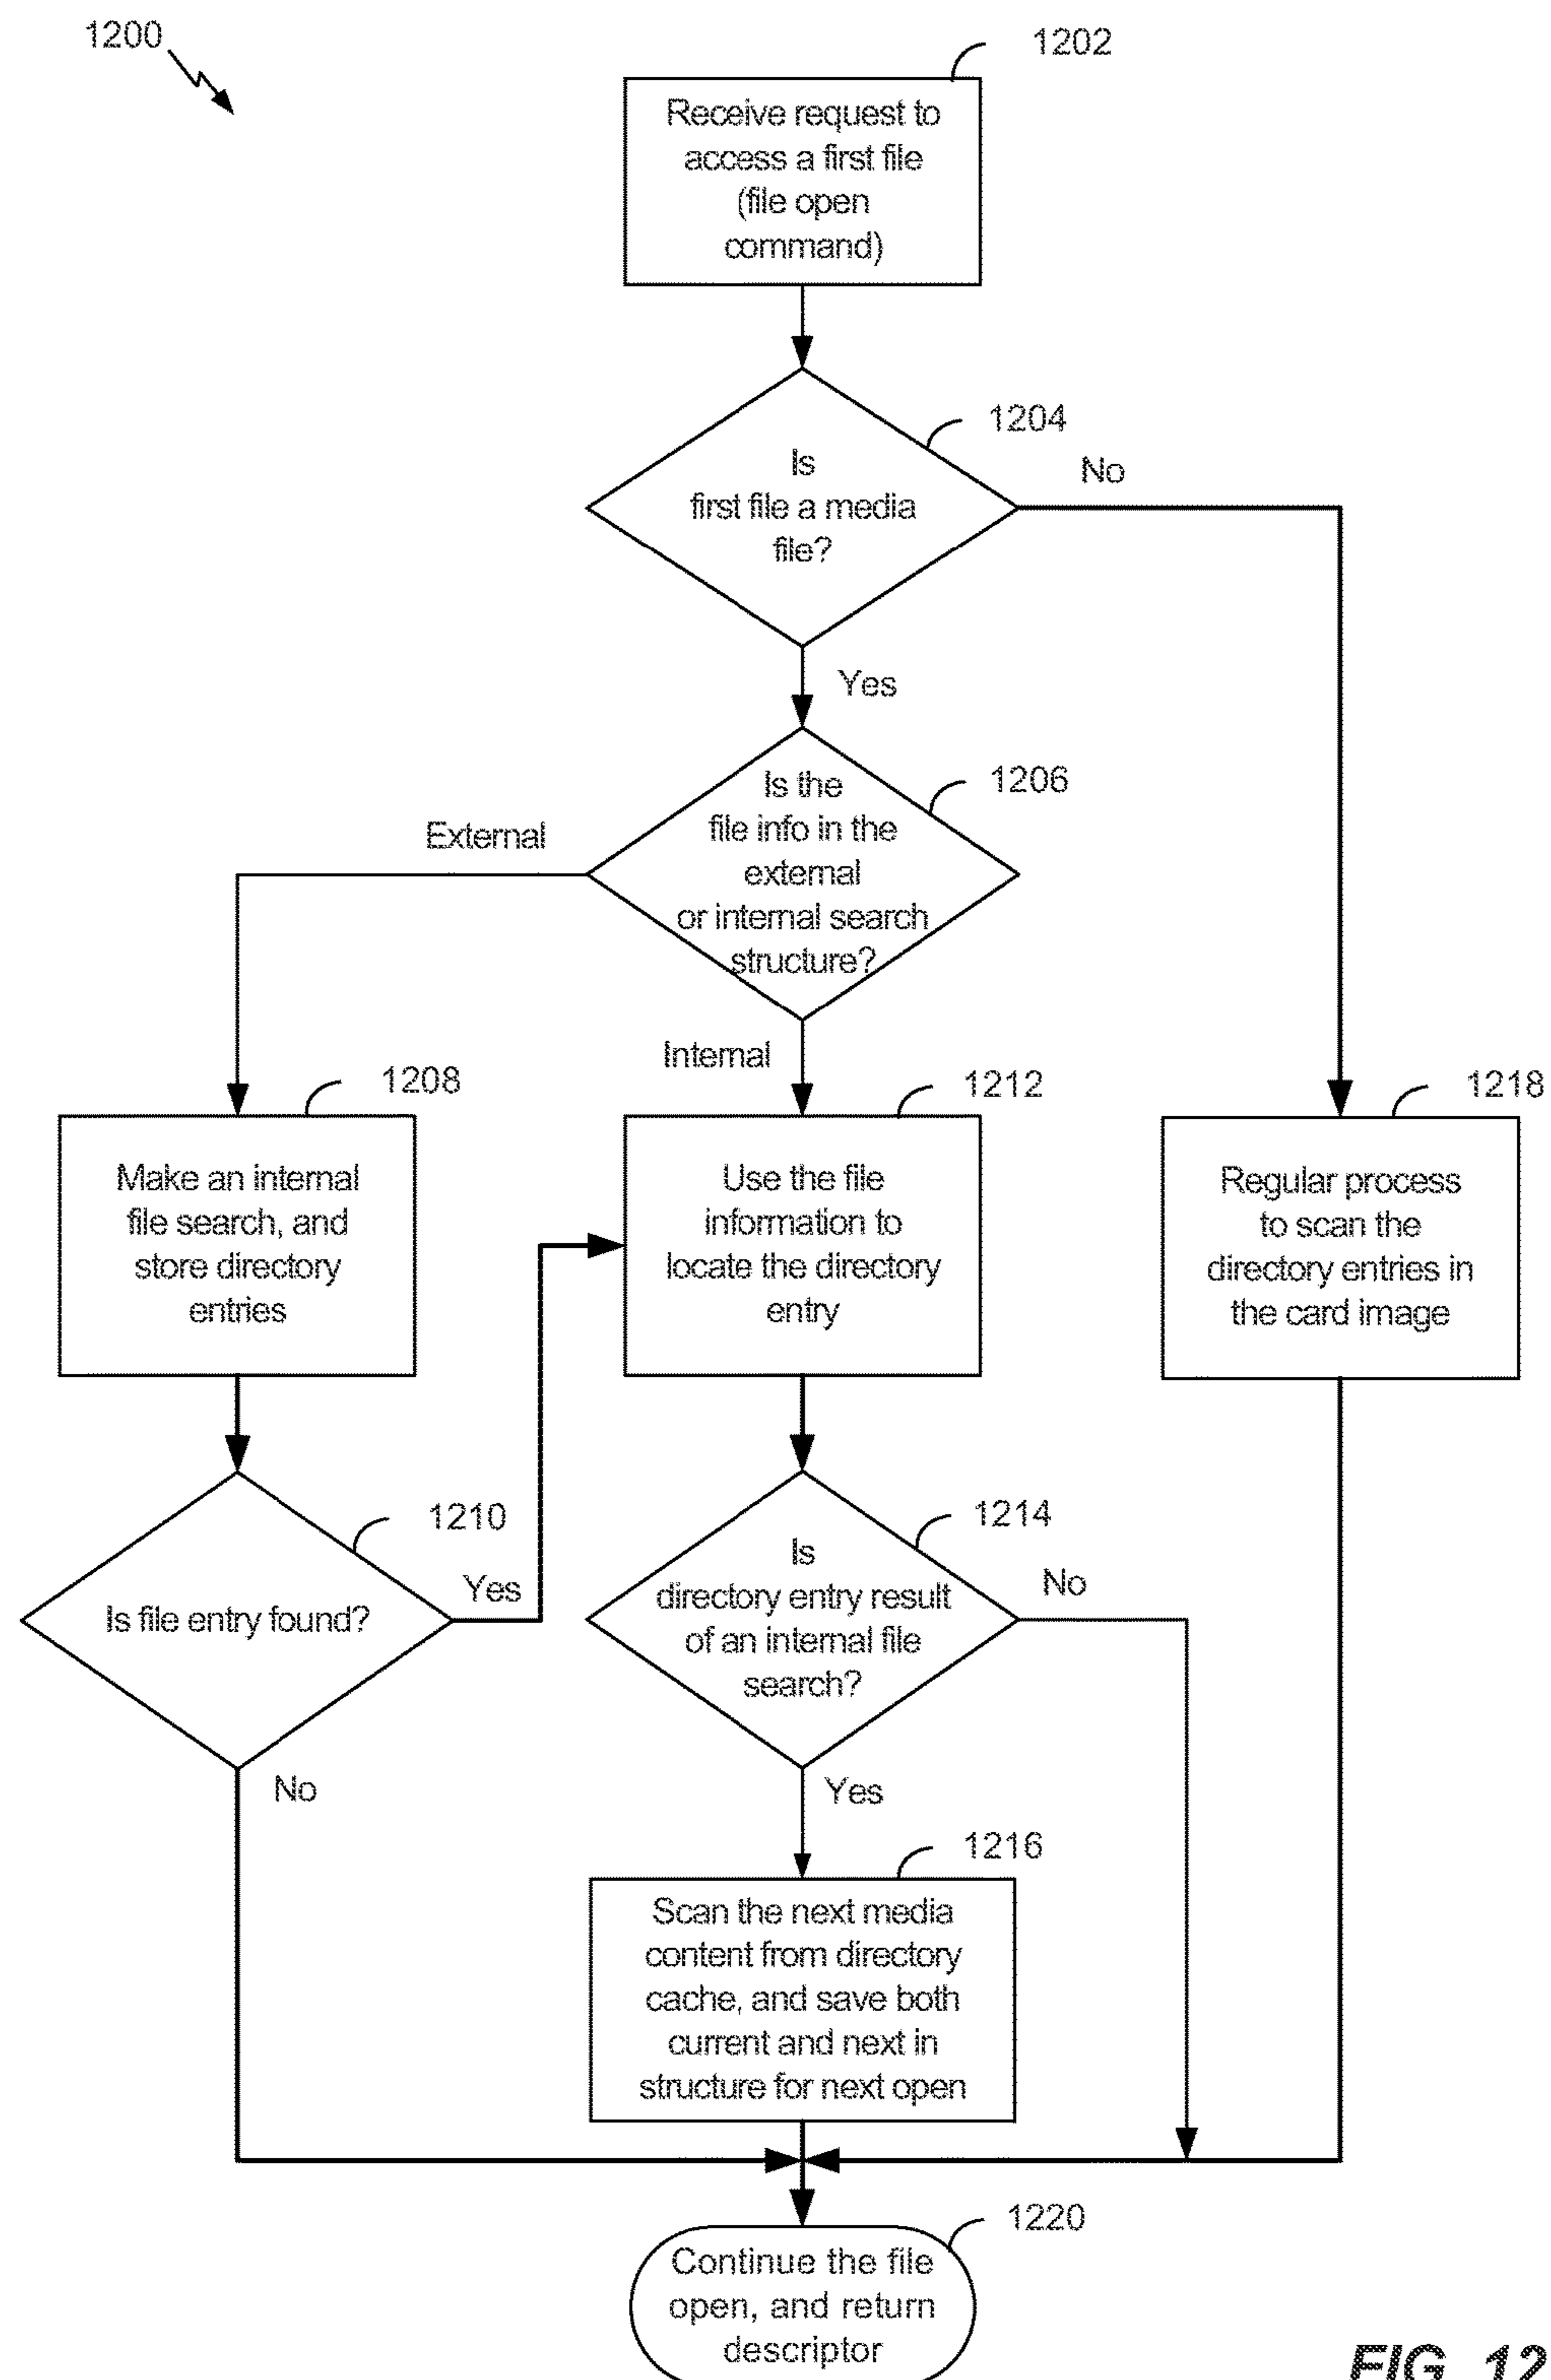 1200
1202
Receive request to
access a first file
(file open
command)
1204
Is
first file a media
file?
No
Yes
1206
Is the
file info in the
external
or internal search
structure?
External
Internal
1208
Make an internal
file search, and
store directory
entries
1212
Use the file
information to
locate the directory
entry
1218
Regular process
to scan the
directory entries in
the card image
1210
Is file entry found?
Yes
No
1214
Is
directory entry result
of an internal file
search?
No
Yes
1216
Scan the next media
content from directory
cache, and save both
current and next in
structure for next open
1220
Continue the file
open, and return
descriptor
FIG. 12